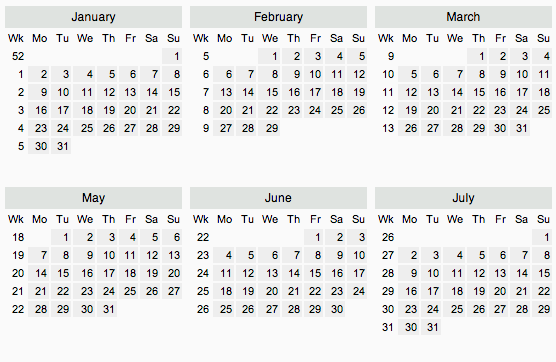 January
Wk Mo Tu We Th Fr Sa Su
52 1
1 2 3 4 5 6 7 8
2 9 10 11 12 13 14 15
3 16 17 18 19 20 21 22
4 23 24 25 26 27 28 29
5 30 31
February
Wk Mo Tu We Th Fr Sa Su
5 1 2 3 4 5
6 6 7 8 9 10 11 12
7 13 14 15 16 17 18 19
8 20 21 22 23 24 25 26
9 27 28 29
March
Wk Mo Tu We Th Fr Sa Su
9 1 2 3 4
10 5 6 7 8 9 10 11
11 12 13 14 15 16 17 18
12 19 20 21 22 23 24 25
13 26 27 28 29 30 31
May
Wk Mo Tu We Th Fr Sa Su
18 1 2 3 4 5 6
19 7 8 9 10 11 12 13
20 14 15 16 17 18 19 20
21 21 22 23 24 25 26 27
22 28 29 30 31
June
Wk Mo Tu We Th Fr Sa Su
22 1 2 3
23 4 5 6 7 8 9 10
24 11 12 13 14 15 16 17
25 18 19 20 21 22 23 24
26 25 26 27 28 29 30
July
Wk Mo Tu We Th Fr Sa Su
26 1
27 2 3 4 5 6 7 8
28 9 10 11 12 13 14 15
29 16 17 18 19 20 21 22
30 23 24 25 26 27 28 29
31 30 31